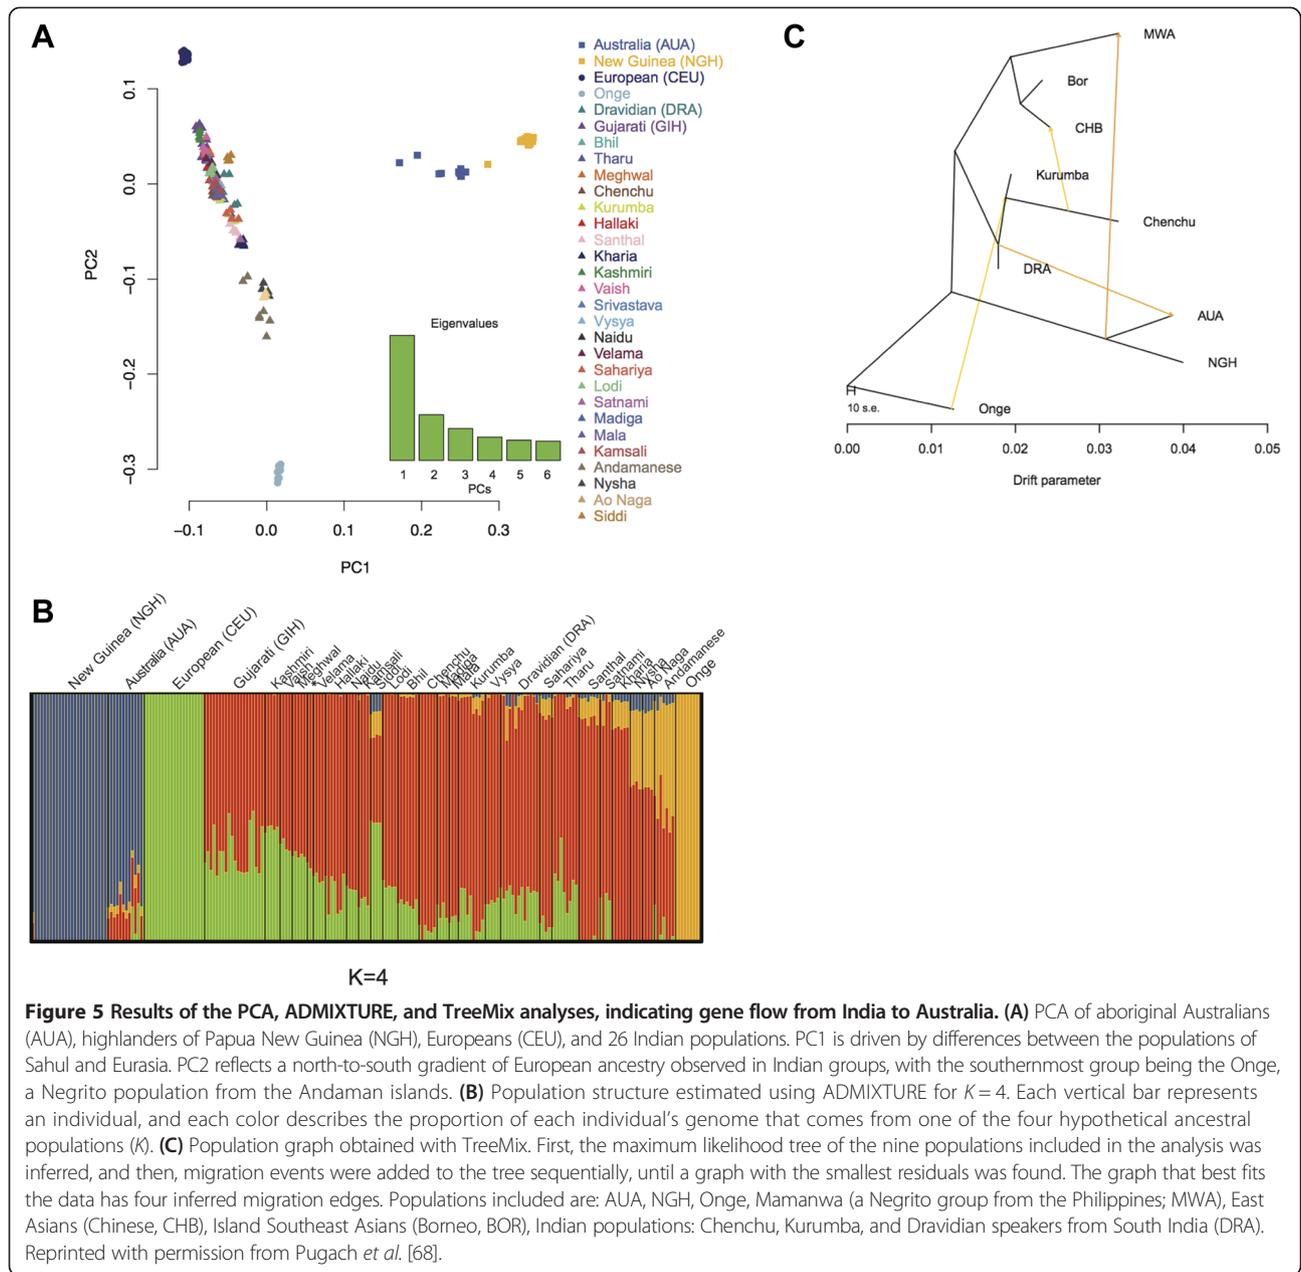 A
0.1
0.0
−0.1
−0.2
−0.3
PC2
−0.1
0.0
0.1
0.2
0.3
PC1
Eigenvalues
1 2 3 4 5 6
PCs
Australia (AUA)
New Guinea (NGH)
European (CEU)
Onge
Dravidian (DRA)
Gujarati (GIH)
Bhil
Tharu
Meghwal
Chenchu
Kurumba
Hallaki
Santhal
Kharia
Kashmiri
Vaish
Srivastava
Vysya
Naidu
Velama
Sahariya
Lodi
Satnami
Madiga
Mala
Kamsali
Andamanese
Nysha
Ao Naga
Siddi
C
MWA
Bor
CHB
Kurumba
Chenchu
DRA
AUA
NGH
Onge
10 s.e.
0.00 0.01 0.02 0.03 0.04 0.05
Drift parameter
B
New Guinea (NGH)
Australia (AUA)
European (CEU)
Gujarati (GIH)
Kashmiri
Vaish
Meghwal
*
Velama
Hallaki
Naidu
Kamsali
Siddi
Lodi
Bhil
Chenchu
Madiga
Mala
Kurumba
Vysya
Dravidian (DRA)
Sahariya
Tharu
Santhal
Satnami
Kharia
Nysha
Ao Naga
Andamanese
Onge
K=4
Figure 5 Results of the PCA, ADMIXTURE, and TreeMix analyses, indicating gene flow from India to Australia. (A) PCA of aboriginal Australians
(AUA), highlanders of Papua New Guinea (NGH), Europeans (CEU), and 26 Indian populations. PC1 is driven by differences between the populations of
Sahul and Eurasia. PC2 reflects a north-to-south gradient of European ancestry observed in Indian groups, with the southernmost group being the Onge,
a Negrito population from the Andaman islands. (B) Population structure estimated using ADMIXTURE for K = 4. Each vertical bar represents
an individual, and each color describes the proportion of each individual's genome that comes from one of the four hypothetical ancestral
populations (K). (C) Population graph obtained with TreeMix. First, the maximum likelihood tree of the nine populations included in the analysis was
inferred, and then, migration events were added to the tree sequentially, until a graph with the smallest residuals was found. The graph that best fits
the data has four inferred migration edges. Populations included are: AUA, NGH, Onge, Mamanwa (a Negrito group from the Philippines; MWA), East
Asians (Chinese, CHB), Island Southeast Asians (Borneo, BOR), Indian populations: Chenchu, Kurumba, and Dravidian speakers from South India (DRA).
Reprinted with permission from Pugach et al. [68].